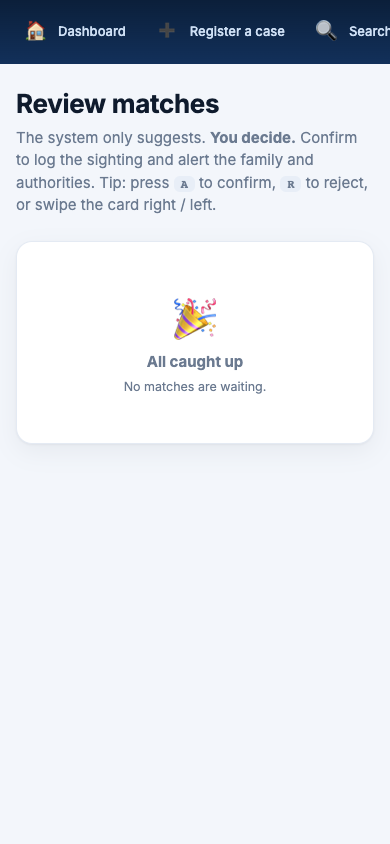 Dashboard
Register a case
Search
Review matches
The system only suggests. You decide. Confirm
to log the sighting and alert the family and
authorities. Tip: press A to confirm, R to reject,
or swipe the card right / left.
All caught up
No matches are waiting.